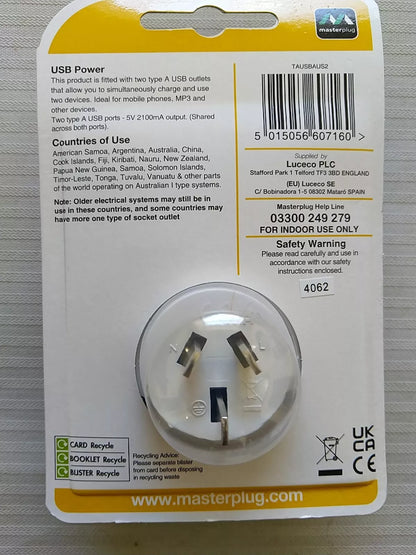 masterplug
USB Power
This product is fitted with two type A USB outlets
that allow you to simultaneously charge and use
two devices. Ideal for mobile phones, MP3 and
other devices.
Two type A USB ports - 5V 2100mA output. (Shared
across both ports).
Countries of Use
American Samoa, Argentina, Australia, China,
Cook Islands, Fiji, Kiribati, Nauru, New Zealand,
Papua New Guinea, Samoa, Solomon Islands,
Timor-Leste, Tonga, Tuvalu, Vanuatu & other parts
of the world operating on Australian I type systems.
Note: Older electrical systems may still be in
use in these countries, and some countries may
have more one type of socket outlet
TAUSBAUS2
5 015056 607160 >
Supplied by
Luceco PLC
Stafford Park 1 Telford TF3 3BD ENGLAND
(EU) Luceco SE
C/ Bobinadora 1-5 08302 Mataró SPAIN
Masterplug Help Line
03300 249 279
FOR INDOOR USE ONLY
Safety Warning
Please read carefully and use in
accordance with our safety
instructions enclosed.
4062
L
CARD Recycle
BOOKLET Recycle
BLISTER Recycle
Recycling Advice:
Please separate blister
from card before disposing
in recycling waste
UK
CA
CE
www.masterplug.com